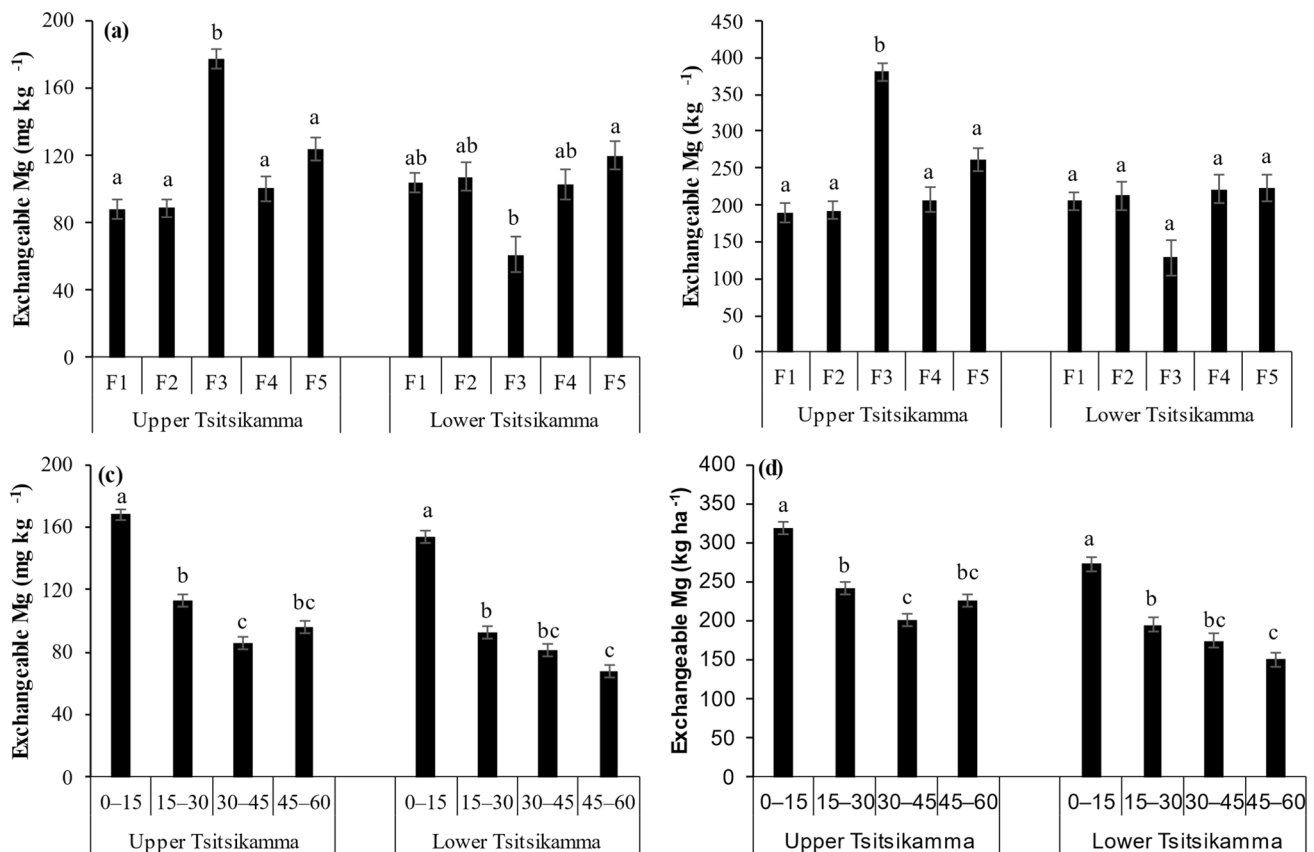 (a)
Exchangeable Mg (mg kg -1)
200
160
120
80
40
0
a a b a a ab ab b ab a
F1 F2 F3 F4 F5 F1 F2 F3 F4 F5
Upper Tsitsikamma Lower Tsitsikamma
Exchangeable Mg (kg -1)
450
400
350
300
250
200
150
100
50
0
a a b a a a a a a a
F1 F2 F3 F4 F5 F1 F2 F3 F4 F5
Upper Tsitsikamma Lower Tsitsikamma
(c)
Exchangeable Mg (mg kg -1)
200
160
120
80
40
0
a b c bc a b bc c
0–15 15–30 30–45 45–60 0–15 15–30 30–45 45–60
Upper Tsitsikamma Lower Tsitsikamma
(d)
Exchangeable Mg (kg ha -1)
400
350
300
250
200
150
100
50
0
a b c bc a b bc c
0–15 15–30 30–45 45–60 0–15 15–30 30–45 45–60
Upper Tsitsikamma Lower Tsitsikamma